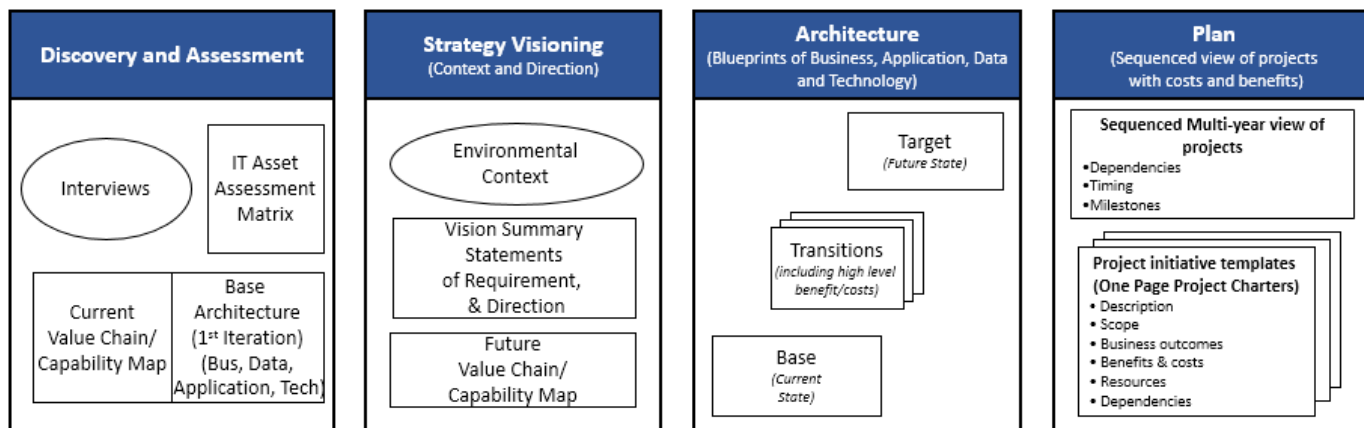 Discovery and Assessment
Interviews
IT Asset
Assessment
Matrix
Current
Value Chain/
Capability Map
Base
Architecture
(1st Iteration)
(Bus, Data,
Application, Tech)
Strategy Visioning
(Context and Direction)
Environmental
Context
Vision Summary
Statements
of Requirement,
& Direction
Future
Value Chain/
Capability Map
Architecture
(Blueprints of Business, Application, Data
and Technology)
Target
(Future State)
Transitions
(including high level
benefit/costs)
Base
(Current
State)
Plan
(Sequenced view of projects
with costs and benefits)
Sequenced Multi-year view of
projects
•Dependencies
•Timing
•Milestones
Project initiative templates
(One Page Project Charters)
• Description
• Scope
• Business outcomes
• Benefits & costs
• Resources
• Dependencies